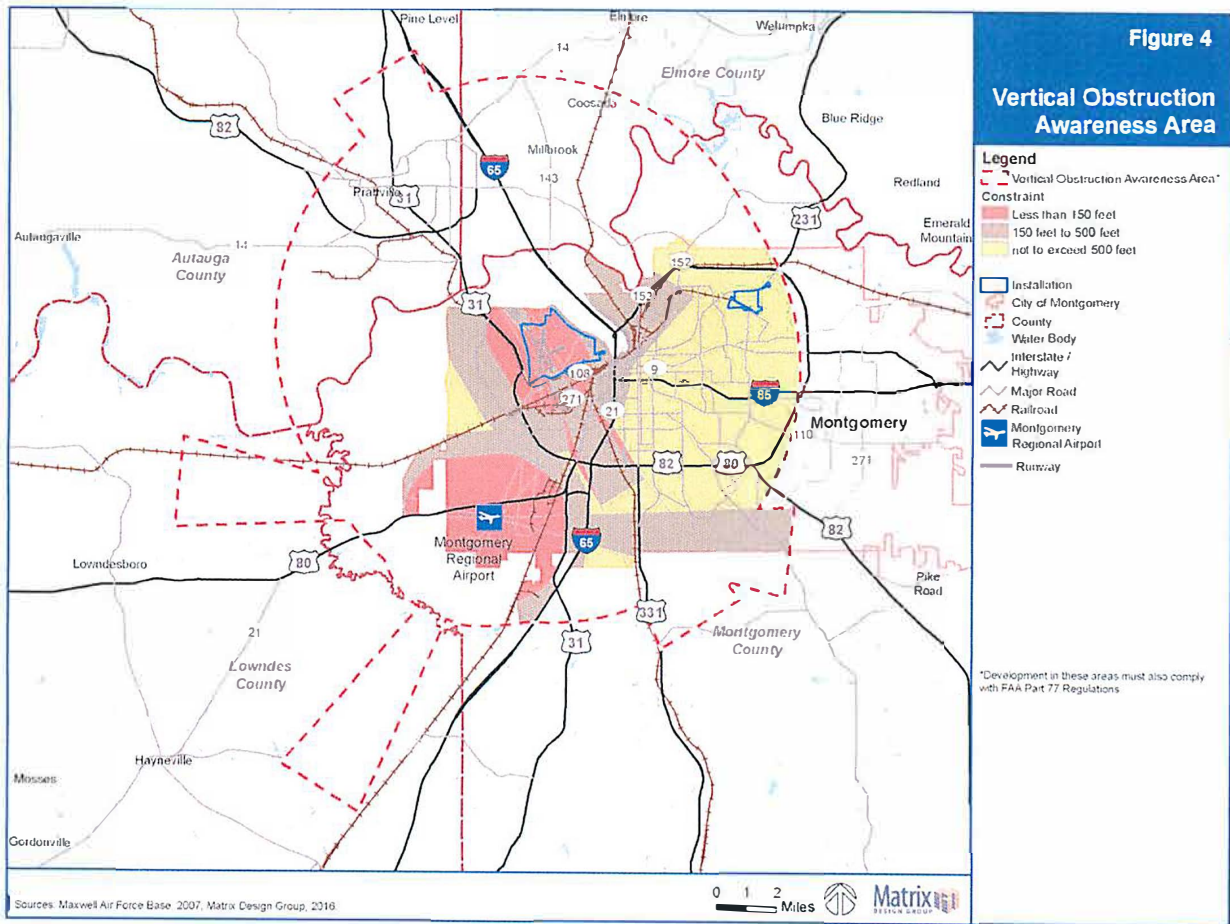 Figure 4
Vertical Obstruction
Awareness Area
Legend
Vertical Obstruction Awareness Area*
Constraint
Less than 150 feet
150 feet to 500 feet
not to exceed 500 feet
Installation
City of Montgomery
County
Water Body
Interstate /
Highway
Major Road
Railroad
Montgomery
Regional Airport
Runway
*Development in these areas must also comply
with FAA Part 77 Regulations
Pine Level
Elmore
Wetumpka
14
Elmore County
82
Coosada
Blue Ridge
65
Millbrook
143
Prattville
31
Redland
231
Emerald
Mountain
Autaugaville
14
Autauga
County
152
31
153
108
9
271
21
85
110
Montgomery
82
80
271
Montgomery
Regional
Airport
65
82
80
Lowndesboro
Pike
Road
331
21
31
Montgomery
County
Lowndes
County
Hayneville
Mosses
Gordonville
Sources: Maxwell Air Force Base, 2007, Matrix Design Group, 2016.
0 1 2
Miles
Matrix
DESIGN GROUP